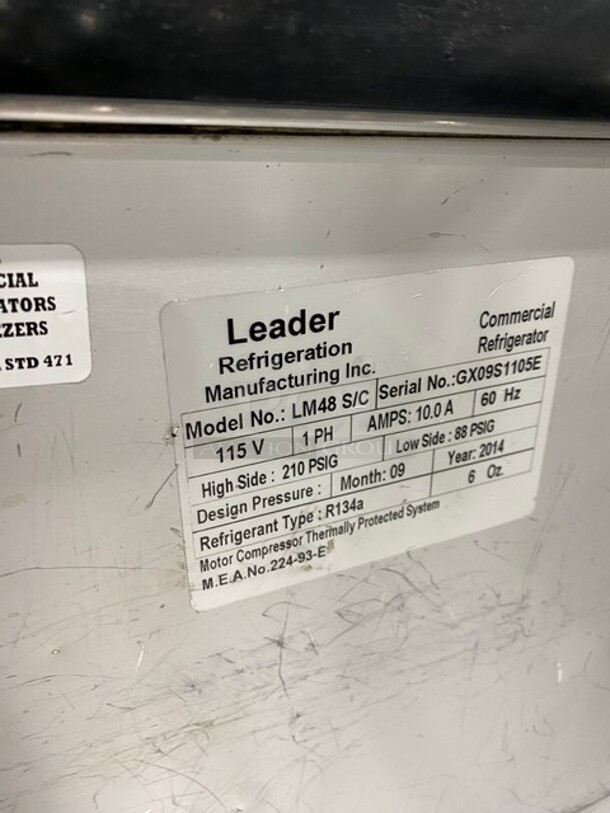 CIAL
ATORS
ZERS
STD 471
Leader
Refrigeration
Manufacturing Inc.
Commercial
Refrigerator
Model No.: LM48 S/C Serial No.:GX09S1105E
115 V 1 PH AMPS: 10.0 A 60 Hz
High Side : 210 PSIG Low Side : 88 PSIG
Design Pressure : Month: 09 Year: 2014
Refrigerant Type : R134a 6 Oz.
Motor Compressor Thermally Protected System
M.E.A.No.224-93-E